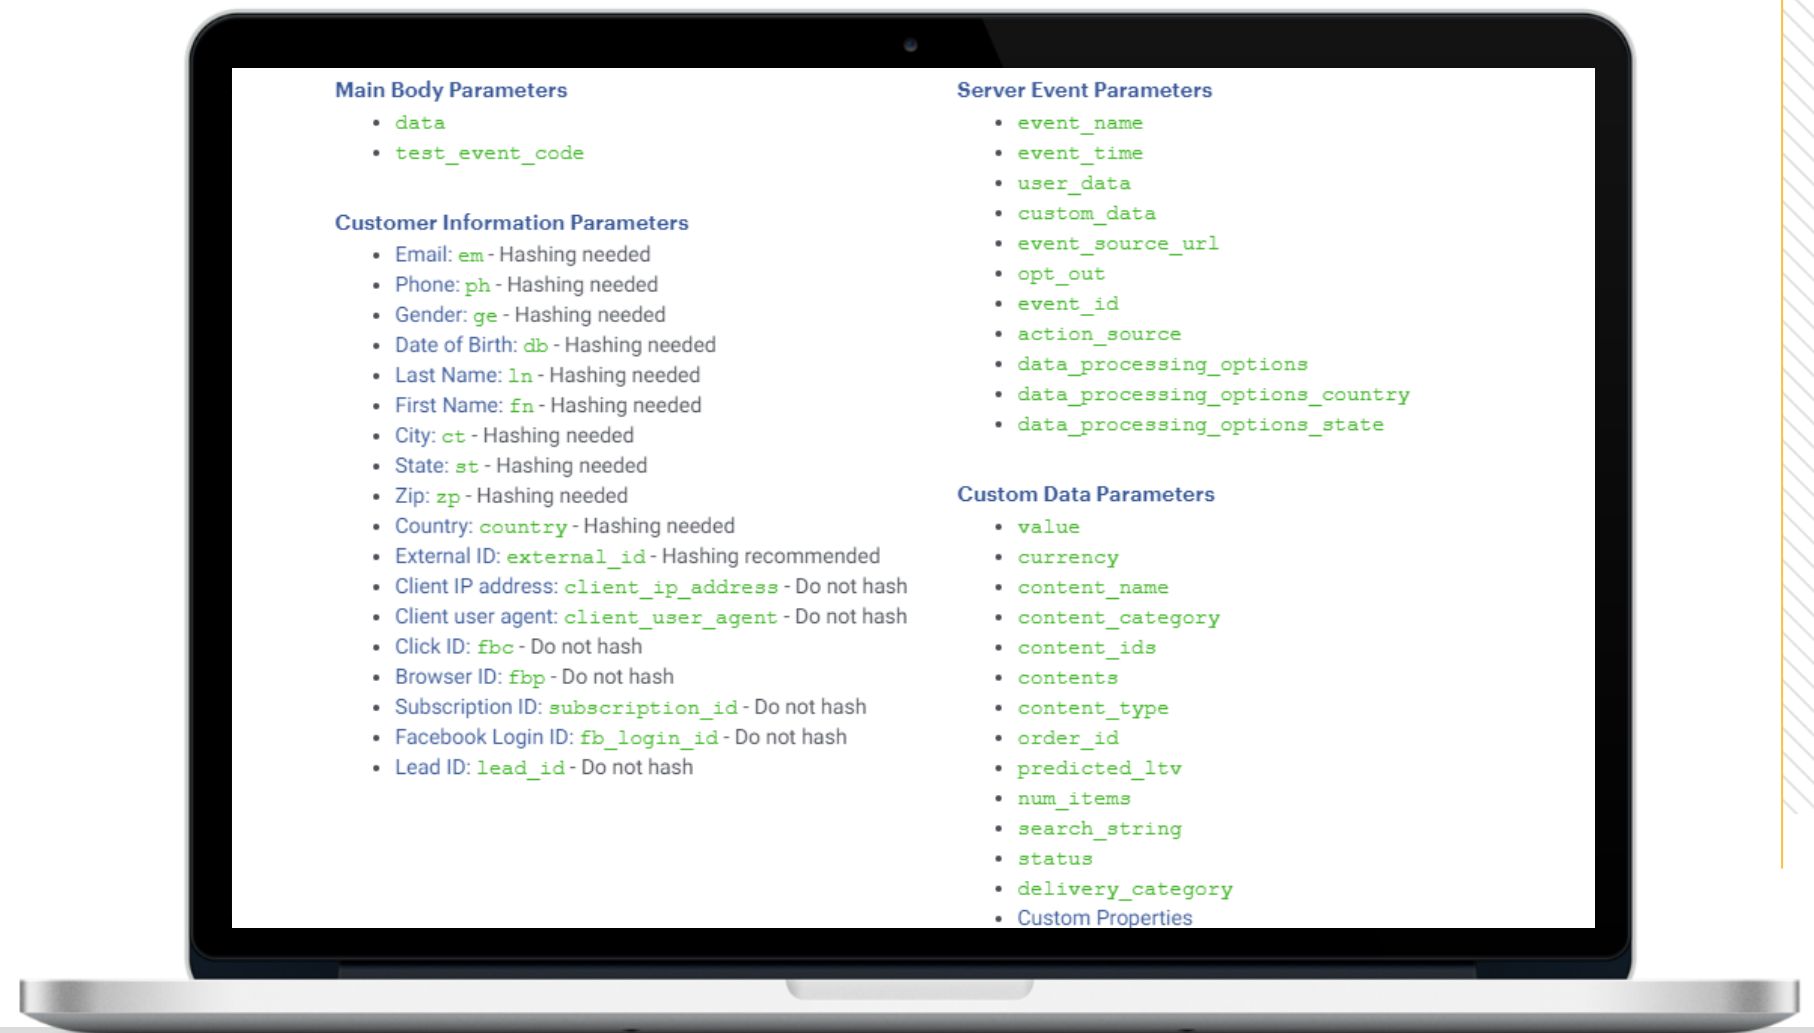 Main Body Parameters
• data
• test_event_code
Customer Information Parameters
• Email: em - Hashing needed
• Phone: ph - Hashing needed
• Gender: ge - Hashing needed
• Date of Birth: db - Hashing needed
• Last Name: ln - Hashing needed
• First Name: fn - Hashing needed
• City: ct - Hashing needed
• State: st - Hashing needed
• Zip: zp - Hashing needed
• Country: country - Hashing needed
• External ID: external_id - Hashing recommended
• Client IP address: client_ip_address - Do not hash
• Client user agent: client_user_agent - Do not hash
• Click ID: fbc - Do not hash
• Browser ID: fbp - Do not hash
• Subscription ID: subscription_id - Do not hash
• Facebook Login ID: fb_login_id - Do not hash
• Lead ID: lead_id - Do not hash
Server Event Parameters
• event_name
• event_time
• user_data
• custom_data
• event_source_url
• opt_out
• event_id
• action_source
• data_processing_options
• data_processing_options_country
• data_processing_options_state
Custom Data Parameters
• value
• currency
• content_name
• content_category
• content_ids
• contents
• content_type
• order_id
• predicted_ltv
• num_items
• search_string
• status
• delivery_category
• Custom Properties